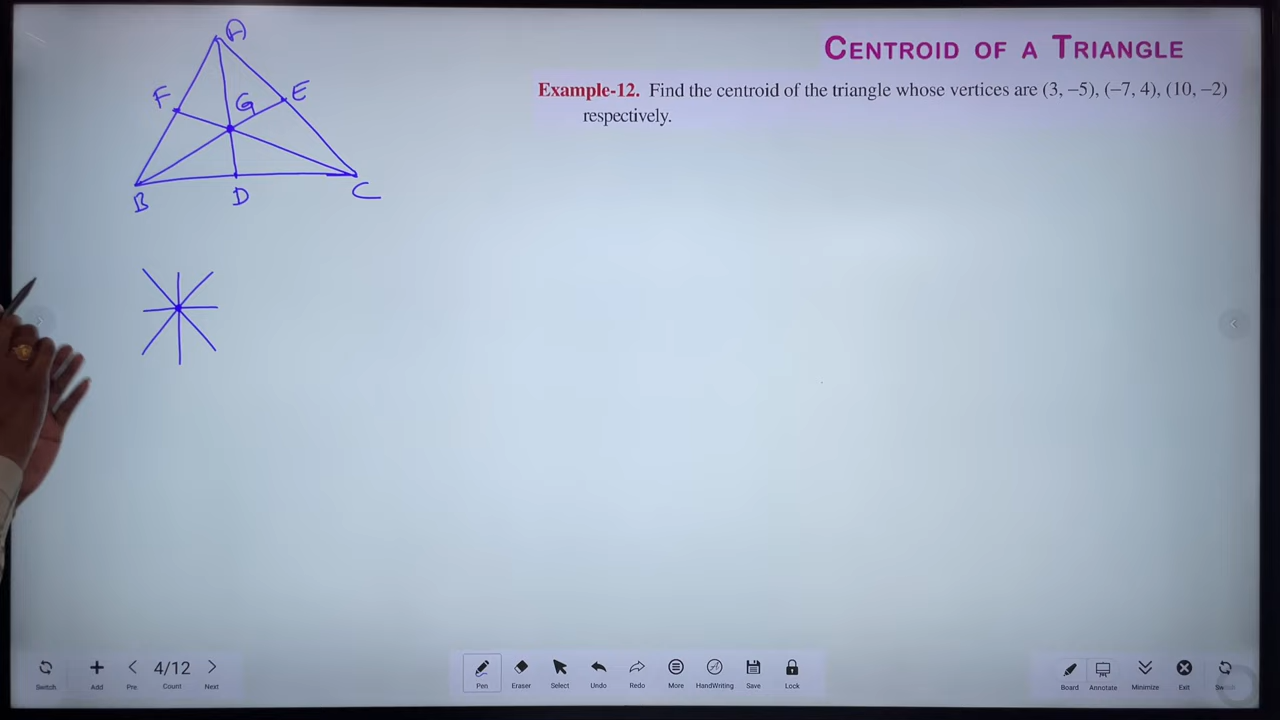 CENTROID OF A TRIANGLE
Example-12. Find the centroid of the triangle whose vertices are (3, –5), (–7, 4), (10, –2)
respectively.
A
F
E
G
B
D
C
4/12
Switch
Add
Pre
Count
Next
Pen
Eraser
Select
Undo
Redo
More
HandWriting
Save
Lock
Board
Annotate
Minimize
Exit
Switch